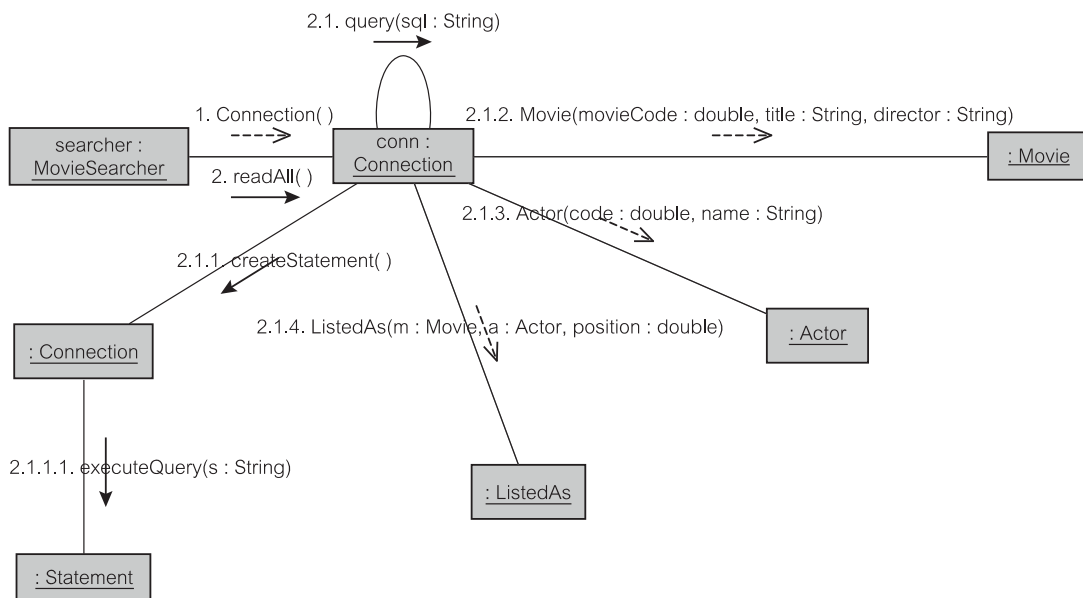 2.1. query(sql : String)
1. Connection( )
2.1.2. Movie(movieCode : double, title : String, director : String)
searcher :
MovieSearcher
conn :
Connection
: Movie
2. readAll( )
2.1.3. Actor(code : double, name : String)
2.1.1. createStatement( )
2.1.4. ListedAs(m : Movie, a : Actor, position : double)
: Actor
: Connection
2.1.1.1. executeQuery(s : String)
: ListedAs
: Statement